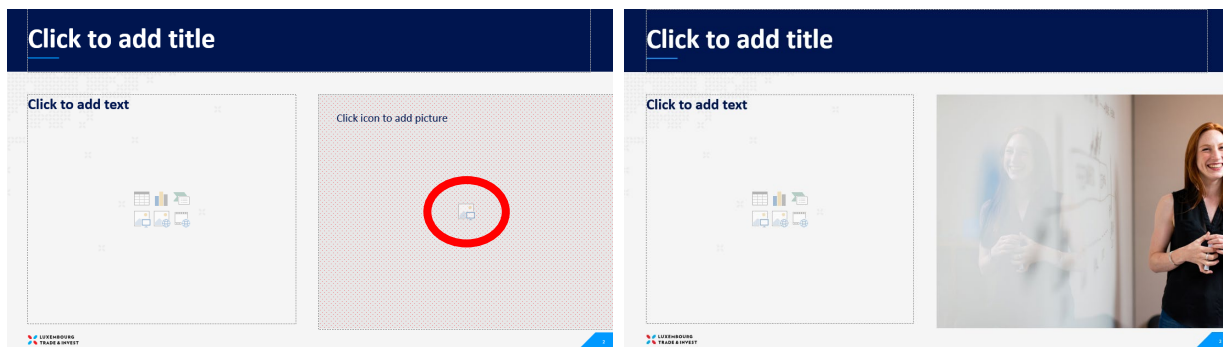 Click to add title
Click to add text
Click icon to add picture
LUXEMBOURG
TRADE & INVEST
Click to add title
Click to add text
LUXEMBOURG
TRADE & INVEST